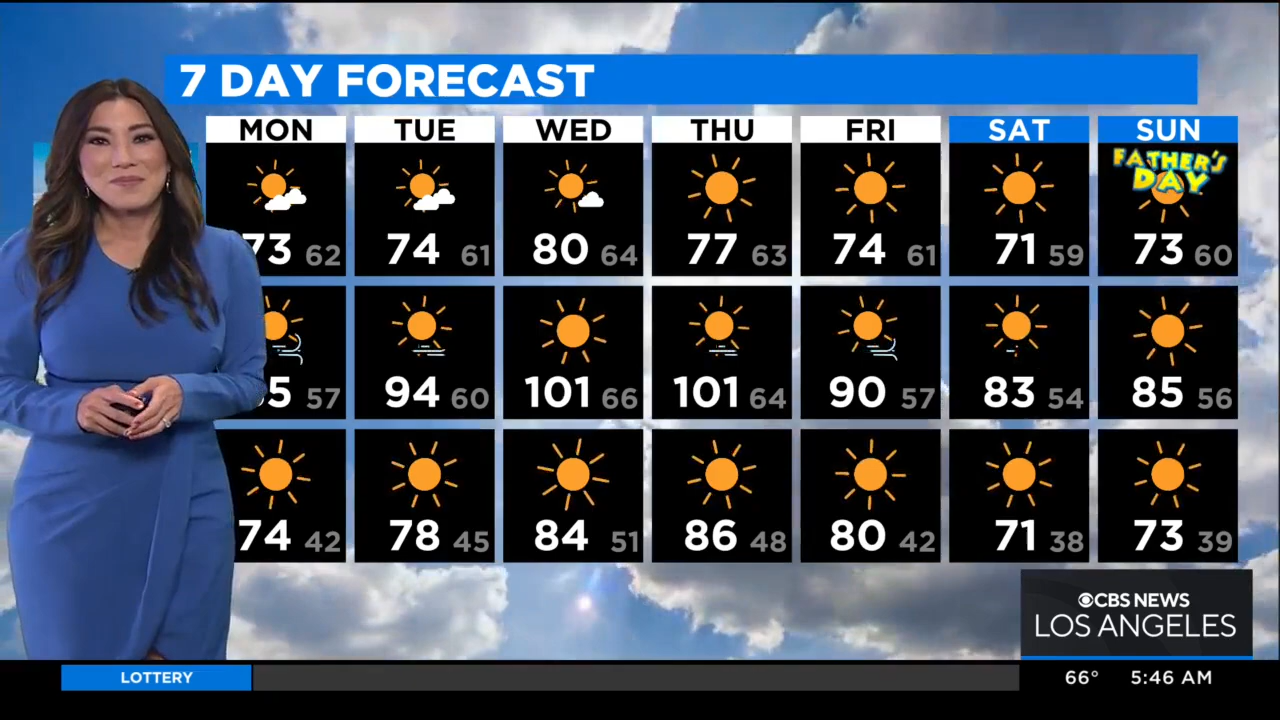 7 DAY FORECAST
MON TUE WED THU FRI SAT SUN
FATHER'S
DAY
73 62 74 61 80 64 77 63 74 61 71 59 73 60
57 94 60 101 66 101 64 90 57 83 54 85 56
74 42 78 45 84 51 86 48 80 42 71 38 73 39
CBS NEWS
LOS ANGELES
LOTTERY 66° 5:46 AM